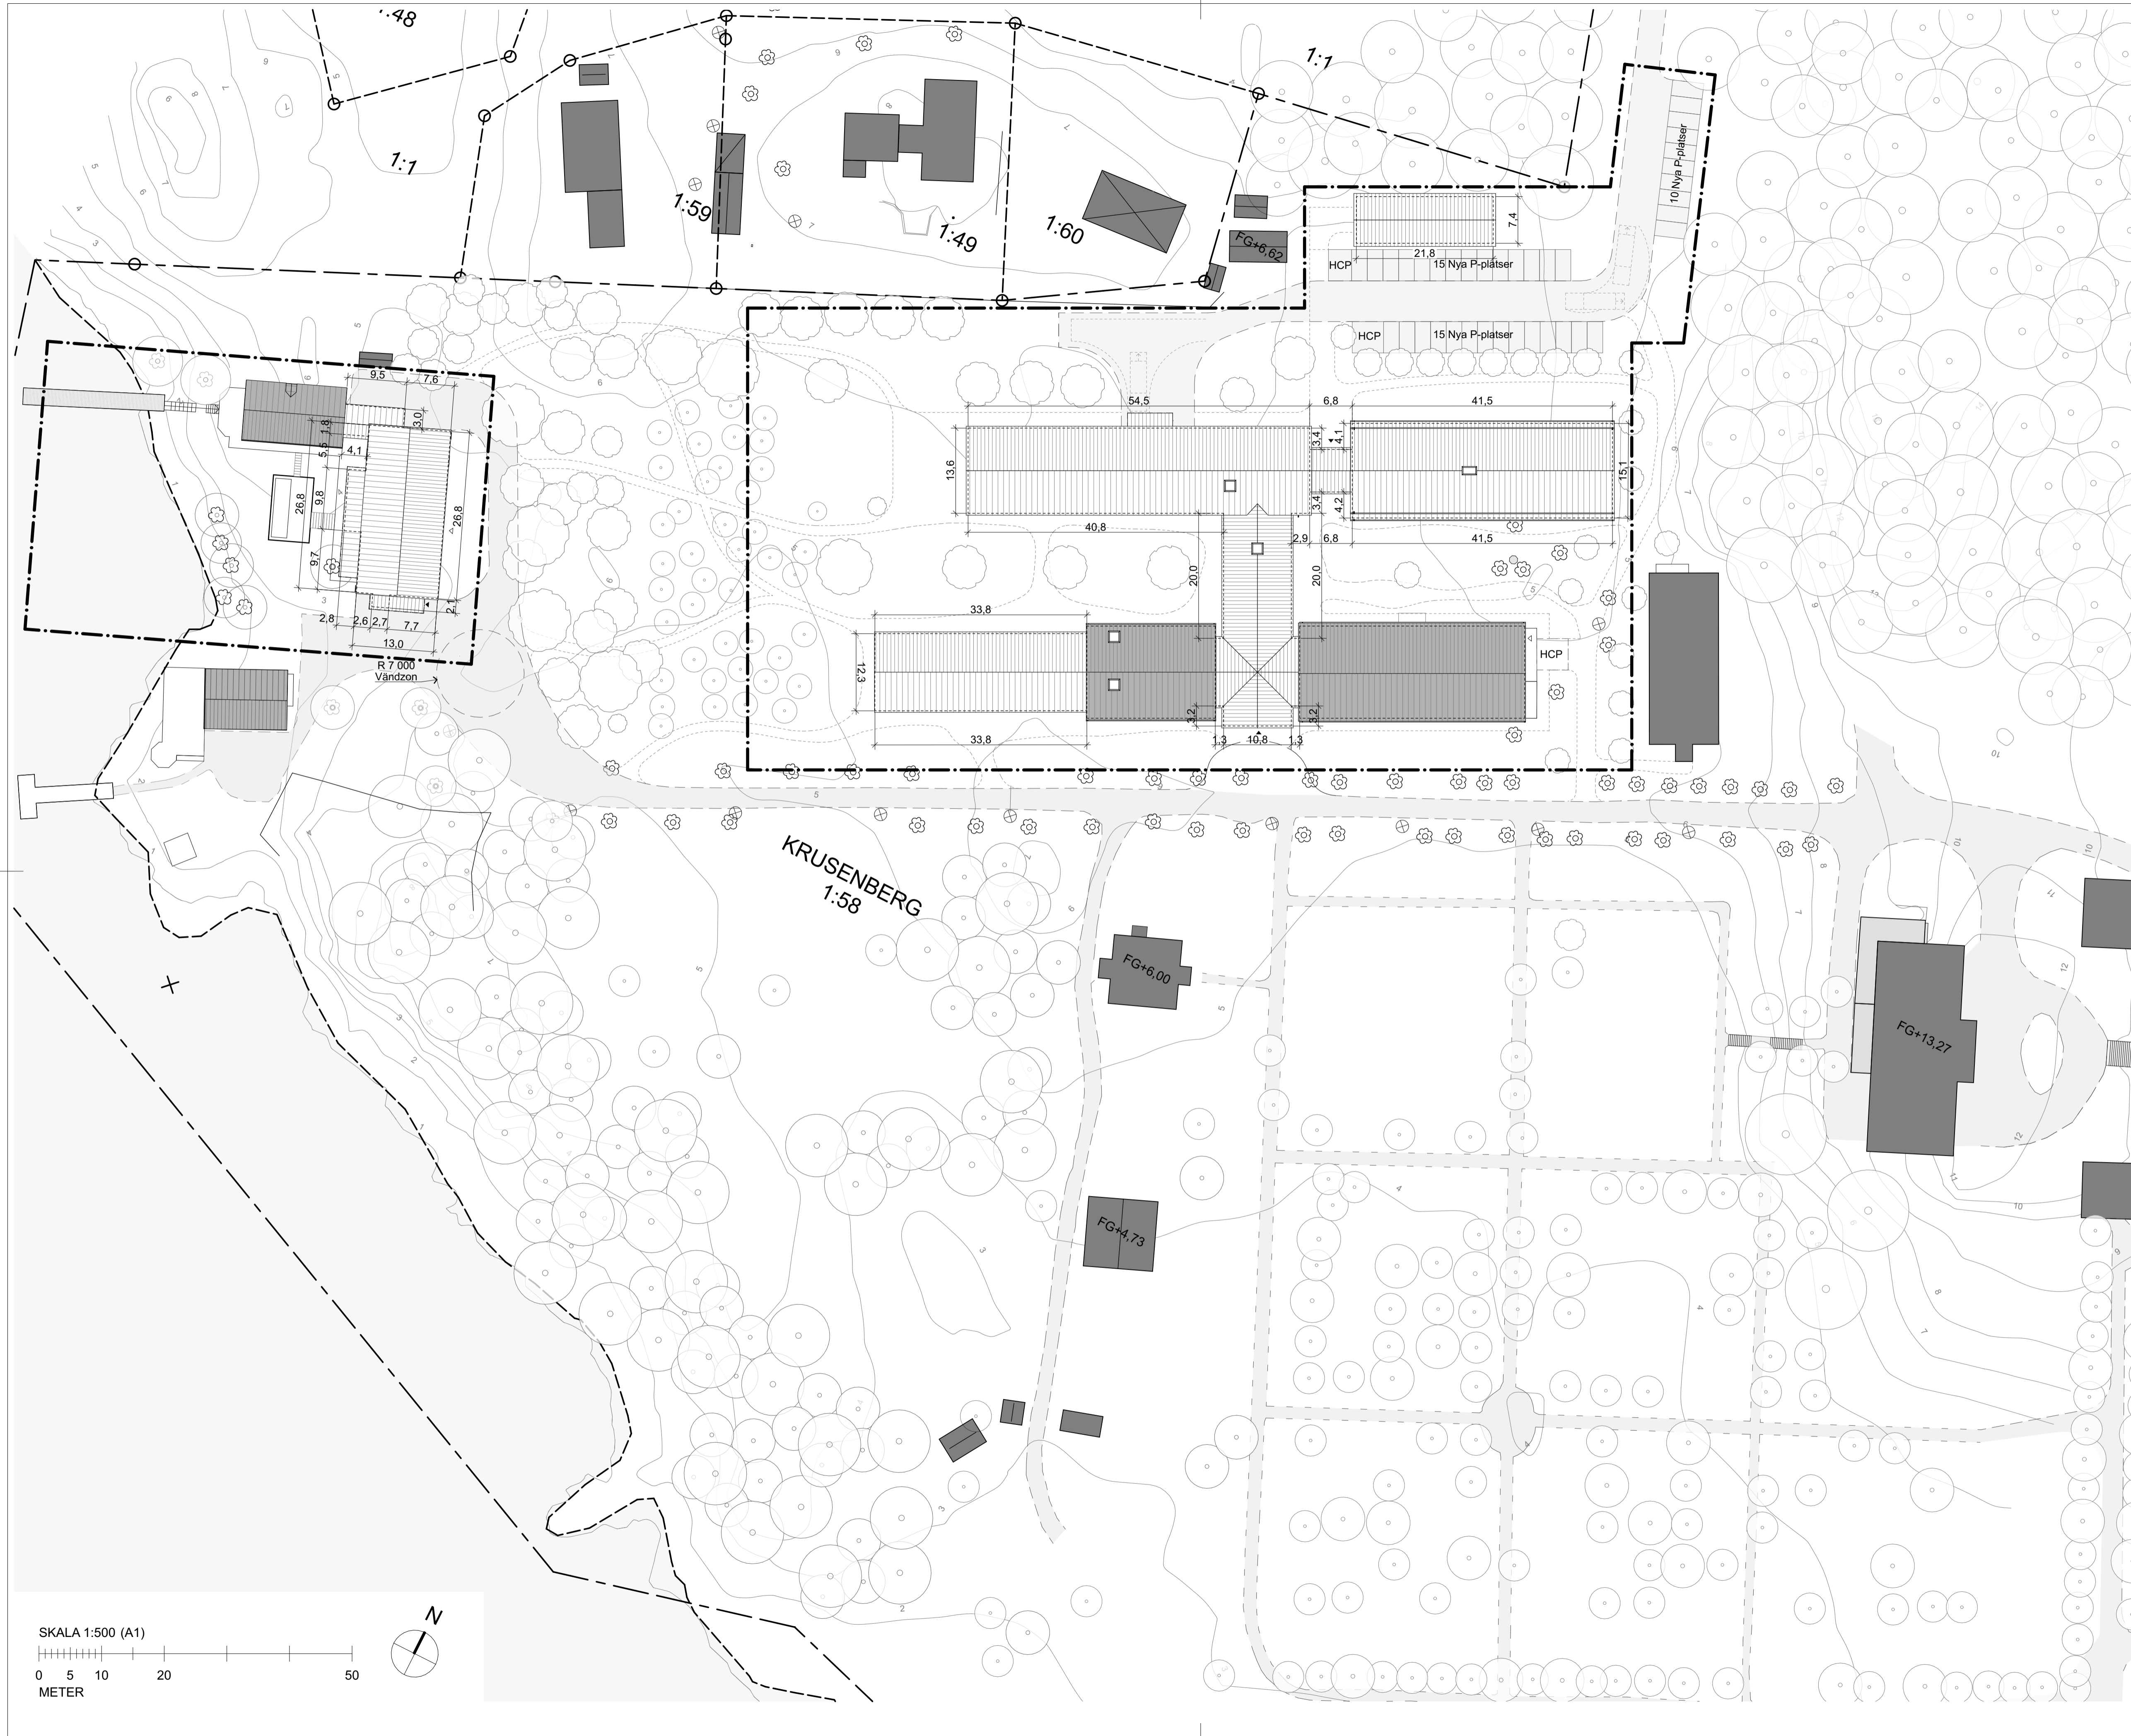 1:48
1:1
1:1
1:59
1:49
1:60
FG+6,62
10 Nya P-platser
7,4
21,8
HCP
15 Nya P-platser
HCP
15 Nya P-platser
9,5
7,6
3,0
1,8
5,5
4,1
26,8
9,8
26,8
9,7
2,1
2,8
2,6
2,7
7,7
13,0
R 7 000
Vändzon
54,5
6,8
41,5
13,6
3,4
4,1
15,1
3,4
4,2
40,8
2,9
6,8
41,5
20,0
20,0
33,8
12,3
HCP
3,2
3,2
33,8
1,3
10,8
1,3
KRUSENBERG
1:58
FG+6,00
FG+13,27
FG+4,73
N
SKALA 1:500 (A1)
0 5 10 20 50
METER